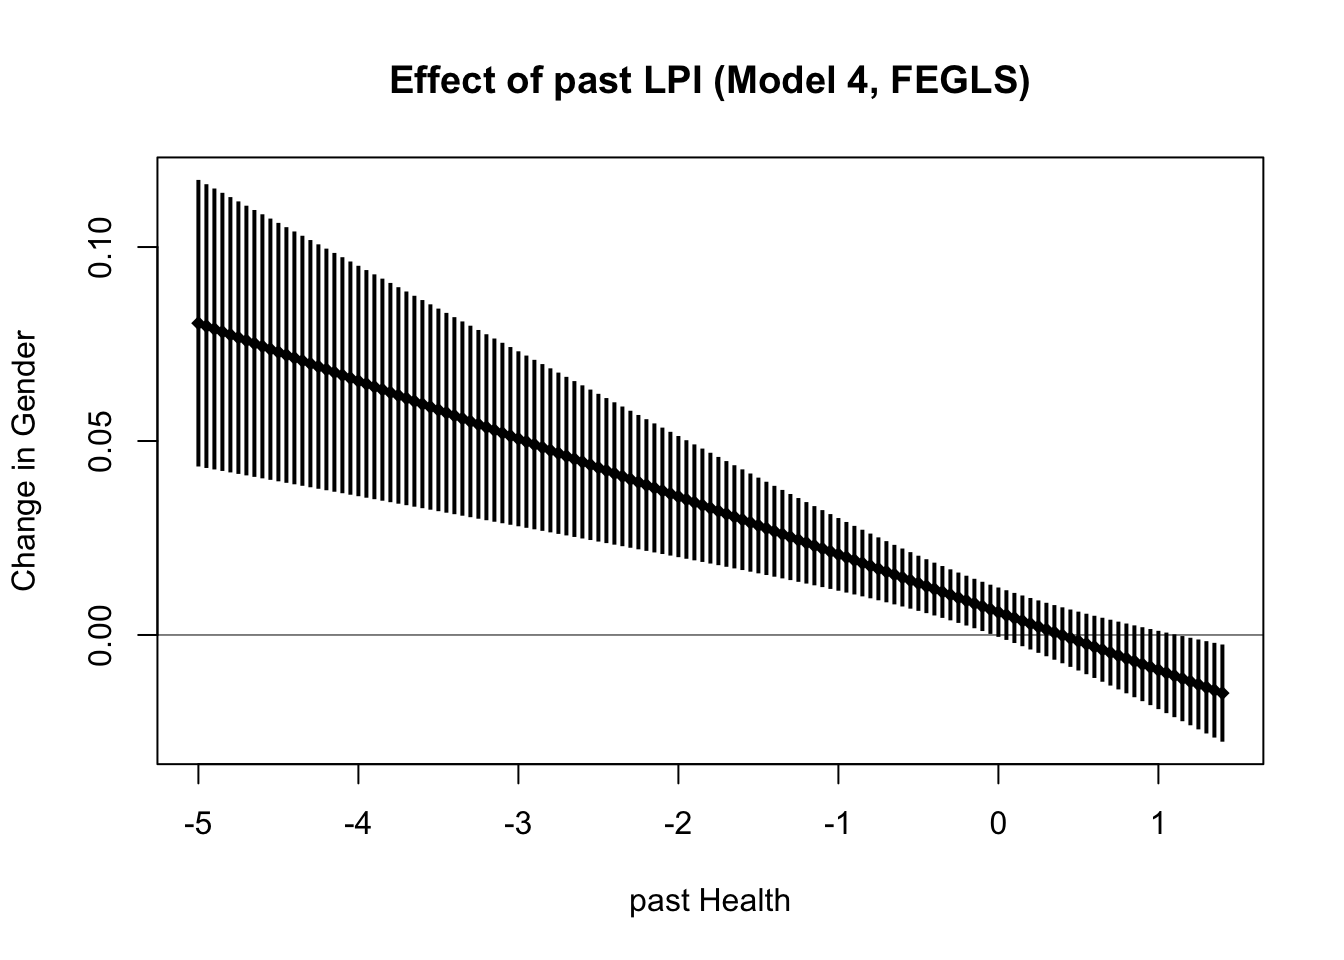 Effect of past LPI (Model 4, FEGLS)
Change in Gender
0.10
0.05
0.00
-5 -4 -3 -2 -1 0 1
past Health